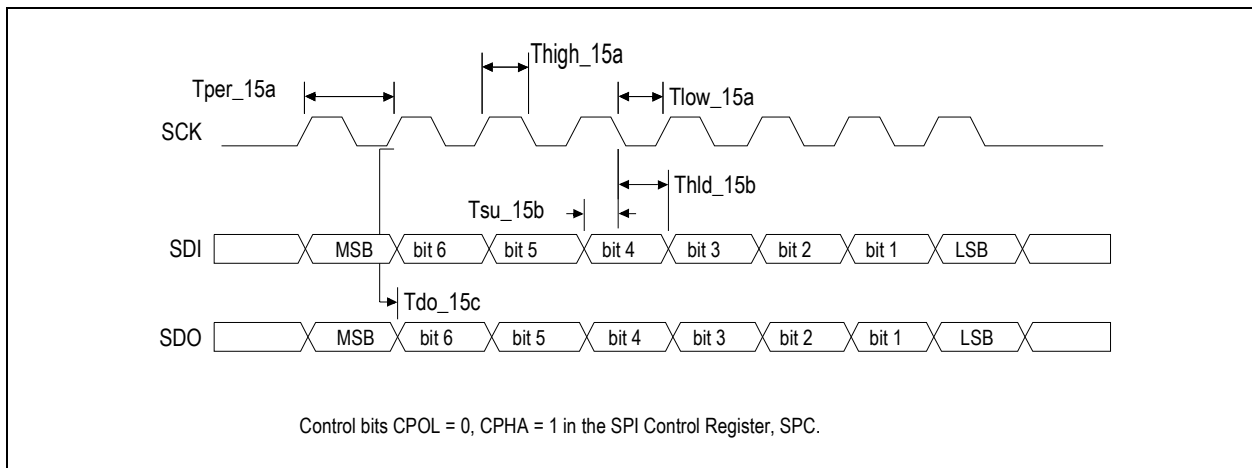 Thigh_15a
Tper_15a
Tlow_15a
SCK
Thld_15b
Tsu_15b
SDI MSB bit 6 bit 5 bit 4 bit 3 bit 2 bit 1 LSB
Tdo_15c
SDO MSB bit 6 bit 5 bit 4 bit 3 bit 2 bit 1 LSB
Control bits CPOL = 0, CPHA = 1 in the SPI Control Register, SPC.